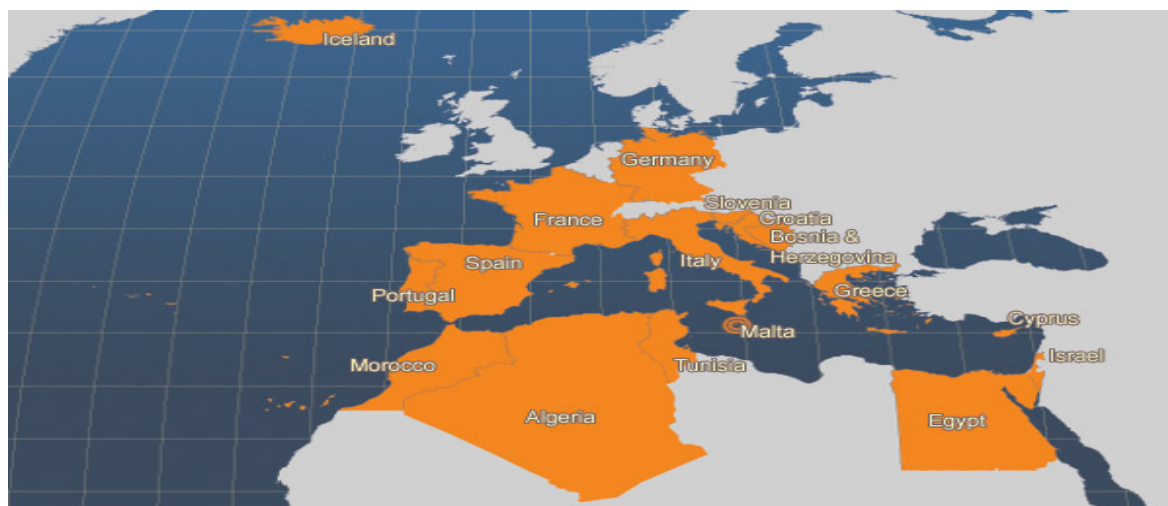 Iceland
Germany
Slovenia
France
Croatia
Bosnia &
Herzegovina
Spain
Italy
Portugal
Greece
Cyprus
Malta
Israel
Morocco
Tunisia
Algeria
Egypt